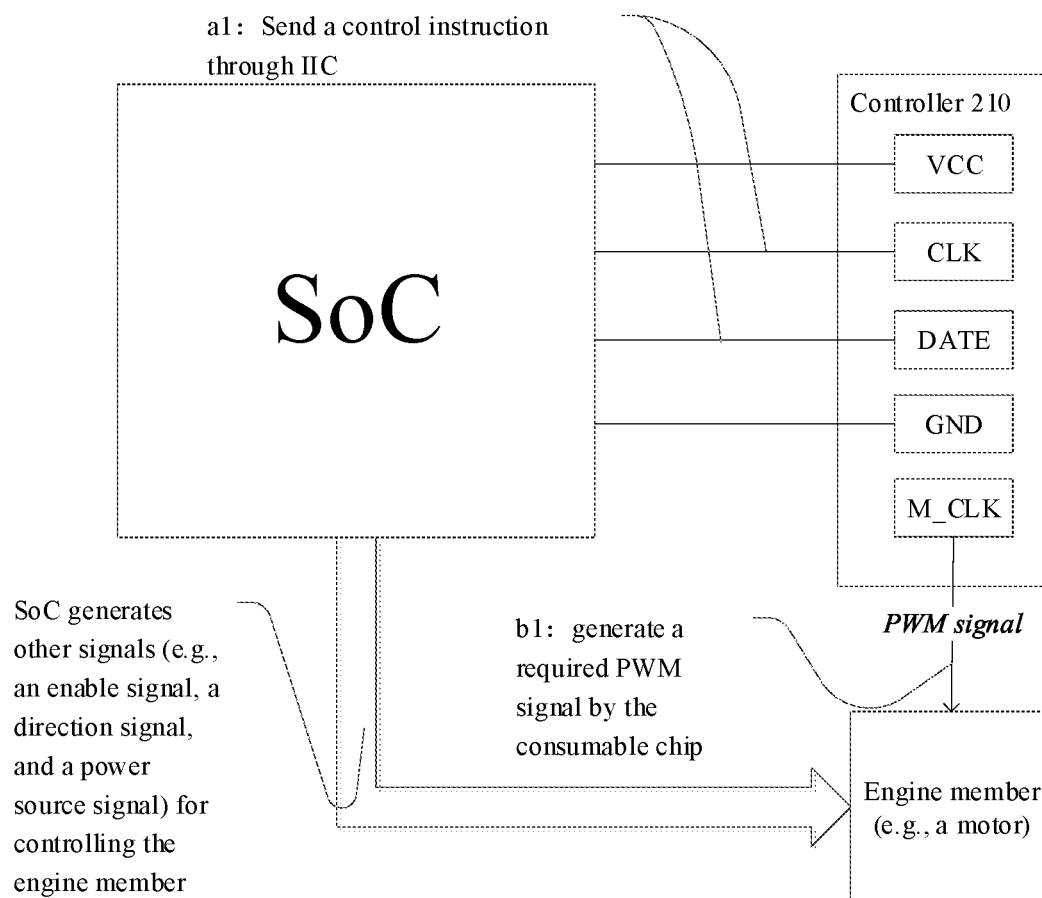 a1: Send a control instruction
through IIC
Controller 210
VCC
CLK
SoC
DATE
GND
M_CLK
PWM signal
SoC generates
other signals (e.g.,
an enable signal, a
direction signal,
and a power
source signal) for
controlling the
engine member
b1: generate a
required PWM
signal by the
consumable chip
Engine member
(e.g., a motor)